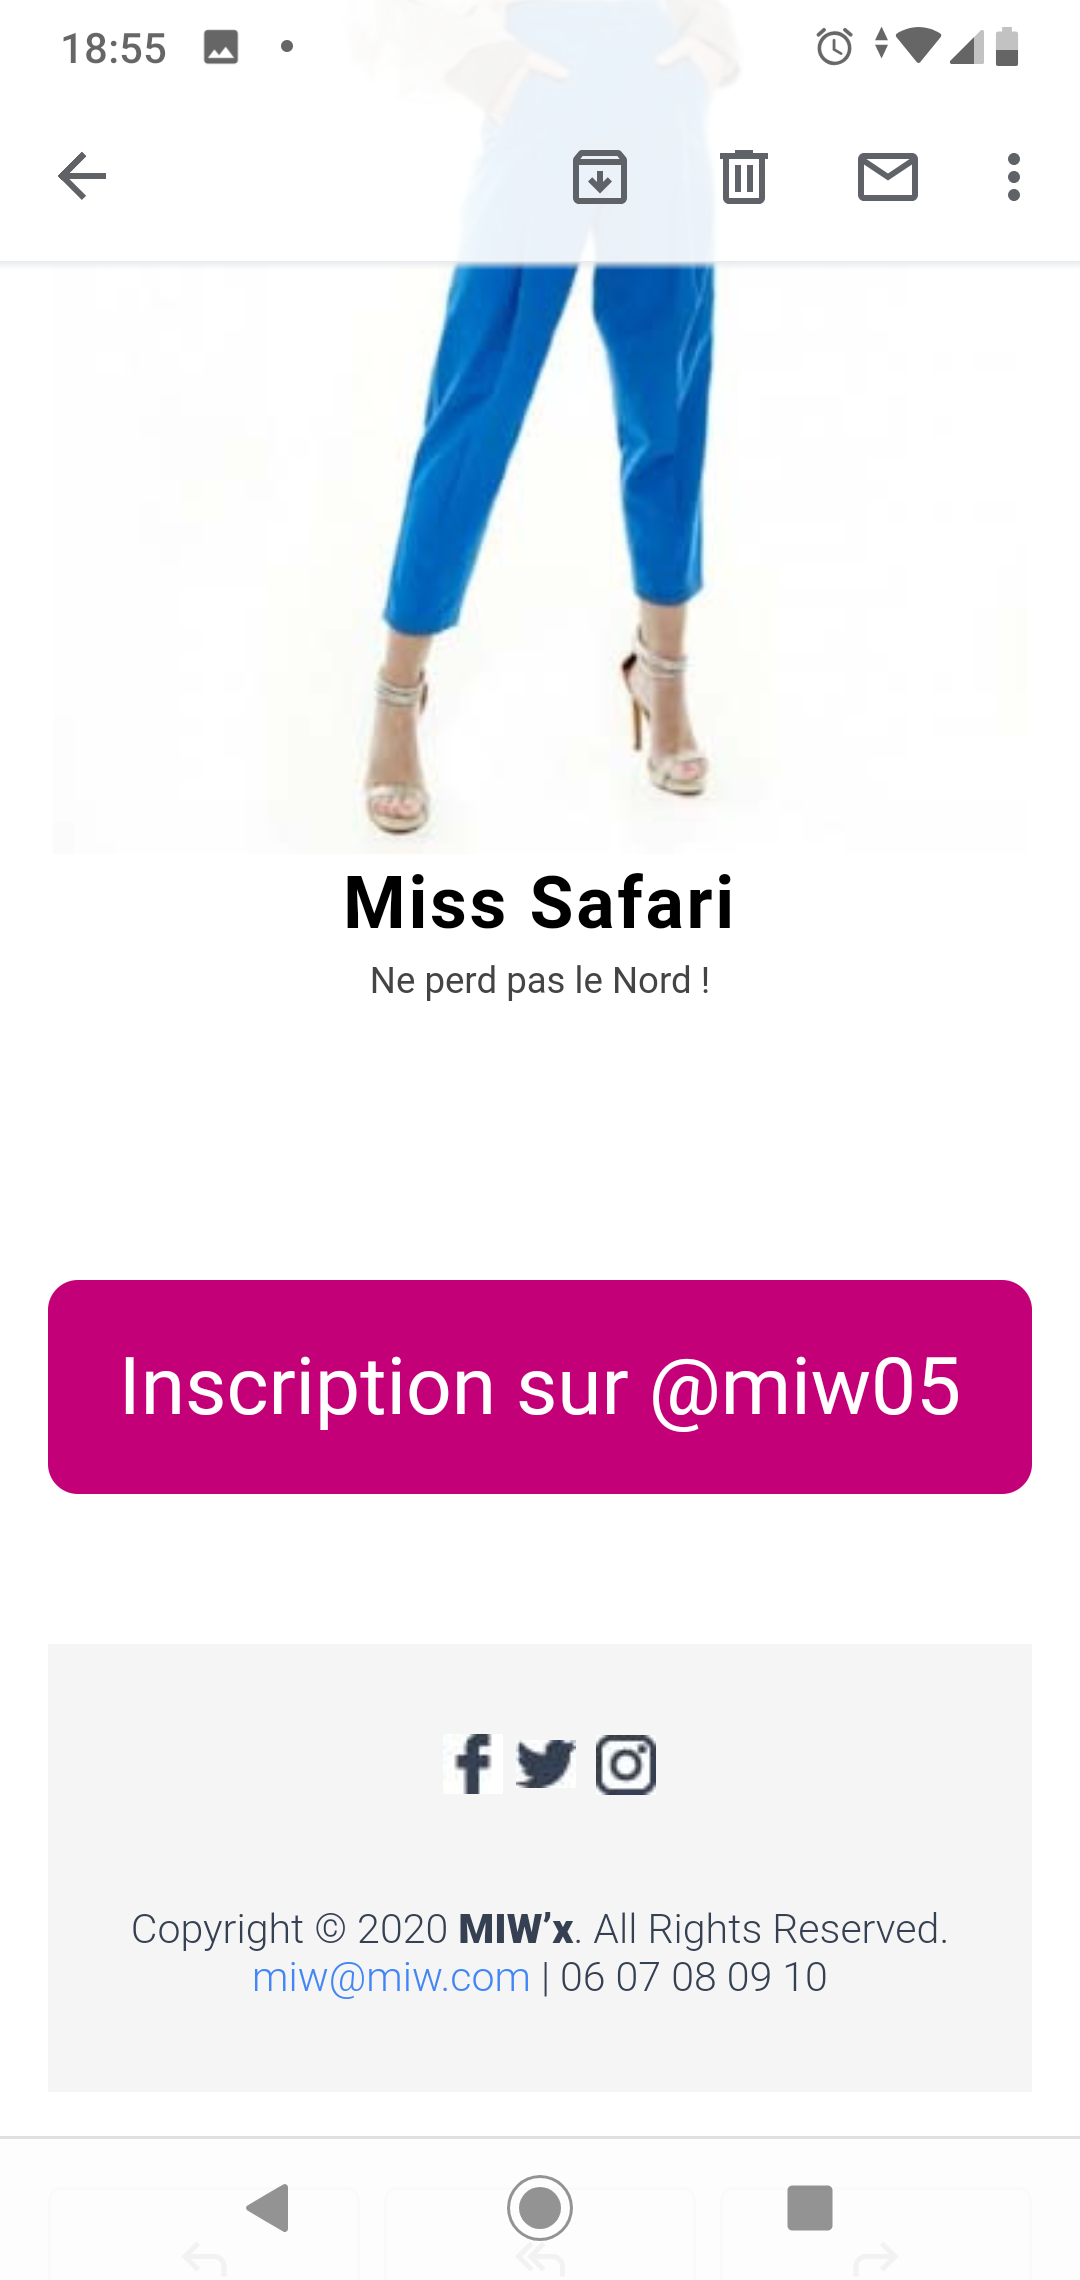 18:55
Miss Safari
Ne perd pas le Nord !
Inscription sur @miw05
Copyright © 2020 MIW’x. All Rights Reserved.
miw@miw.com | 06 07 08 09 10